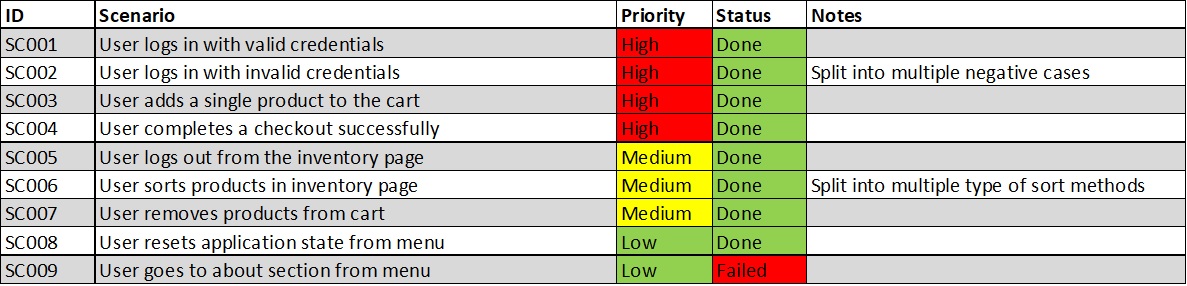 ID Scenario Priority Status Notes
SC001 User logs in with valid credentials High Done
SC002 User logs in with invalid credentials High Done Split into multiple negative cases
SC003 User adds a single product to the cart High Done
SC004 User completes a checkout successfully High Done
SC005 User logs out from the inventory page Medium Done
SC006 User sorts products in inventory page Medium Done Split into multiple type of sort methods
SC007 User removes products from cart Medium Done
SC008 User resets application state from menu Low Done
SC009 User goes to about section from menu Low Failed